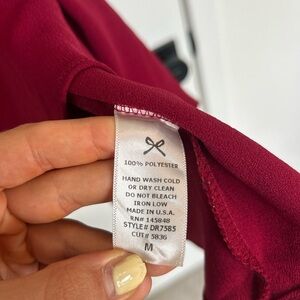 100% POLYESTER
HAND WASH COLD
OR DRY CLEAN
DO NOT BLEACH
IRON LOW
MADE IN U.S.A.
RN# 145848
STYLE# DR7585
CUT# 5836
M